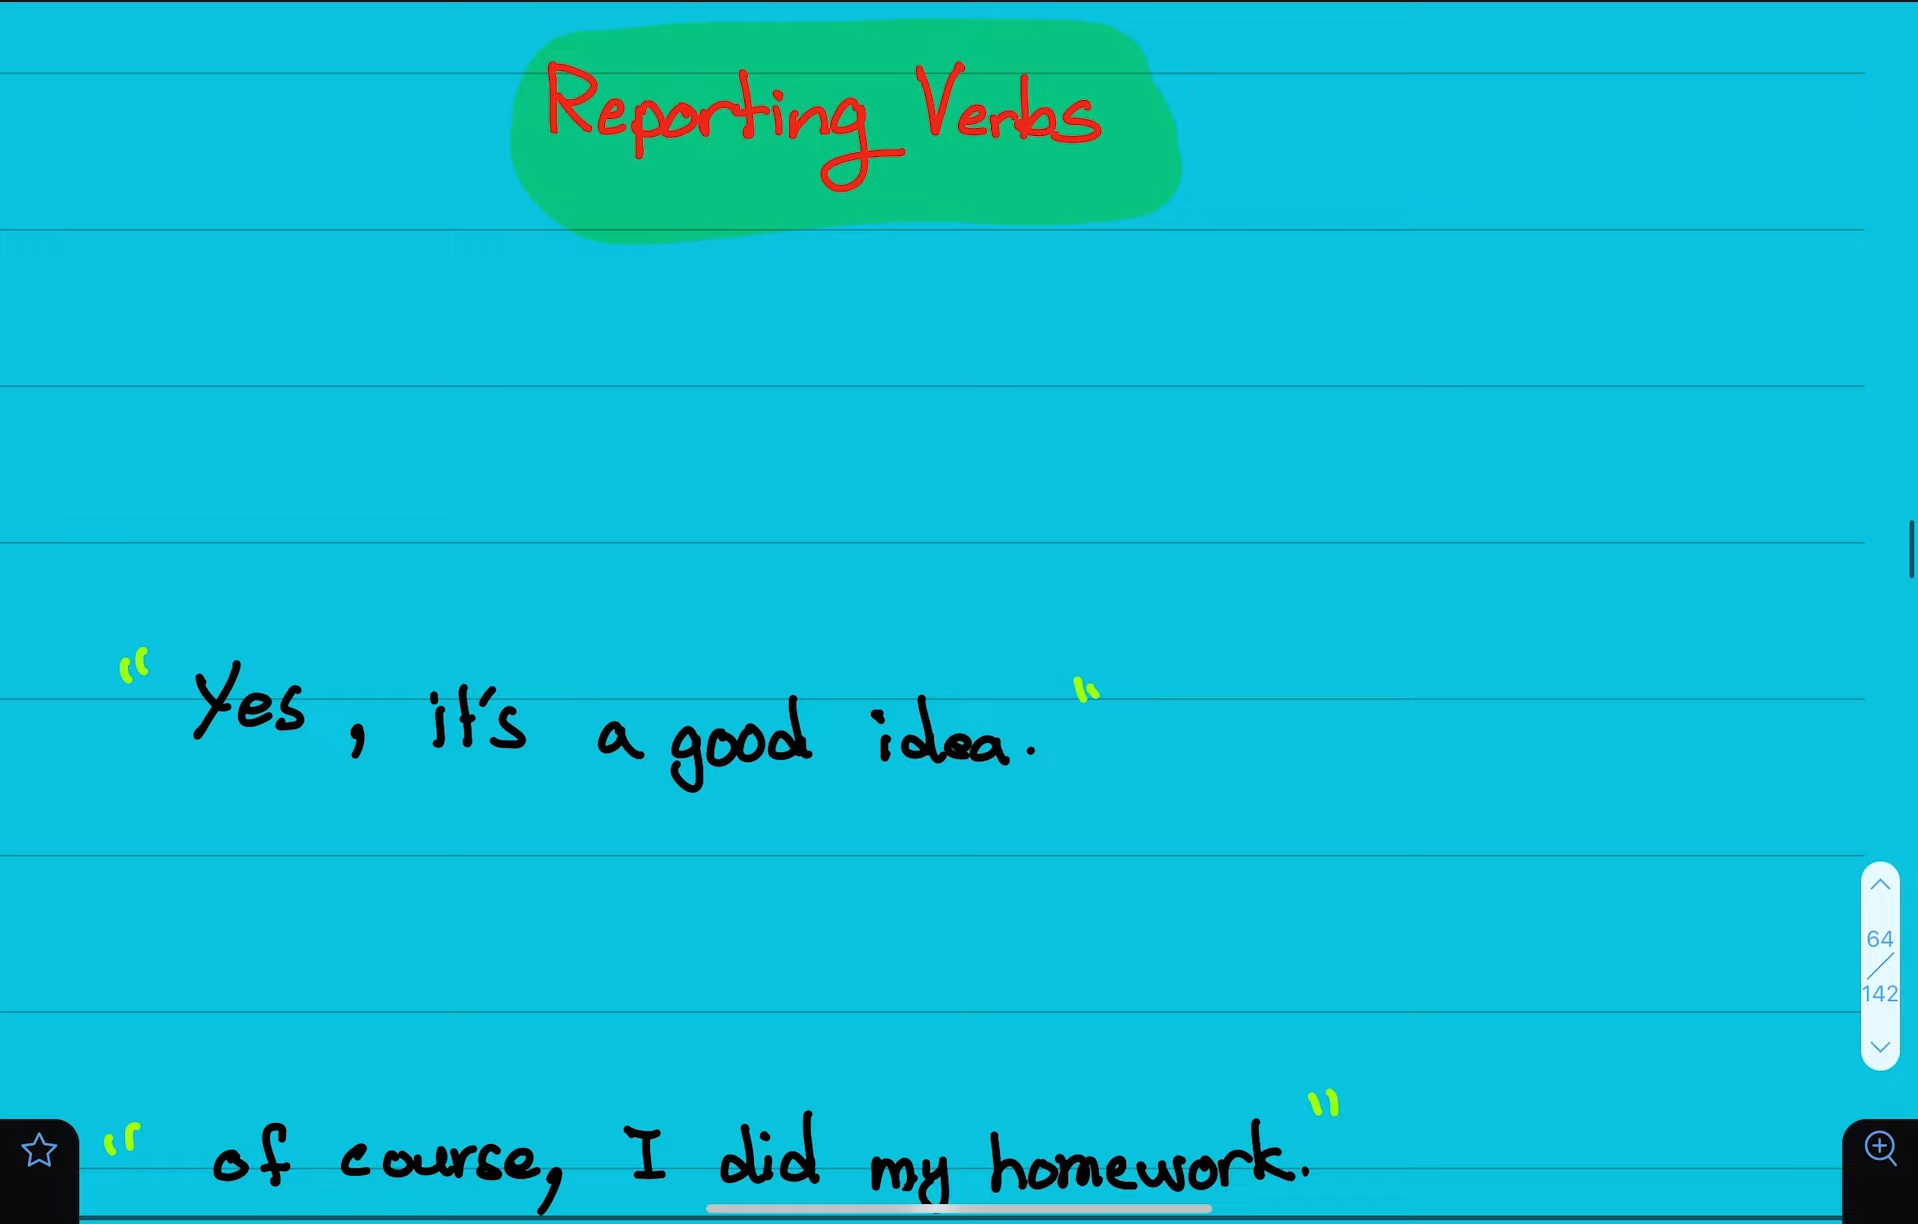 Reporting Verbs
" Yes, it's a good idea. "
64
142
" of course, I did my homework. "